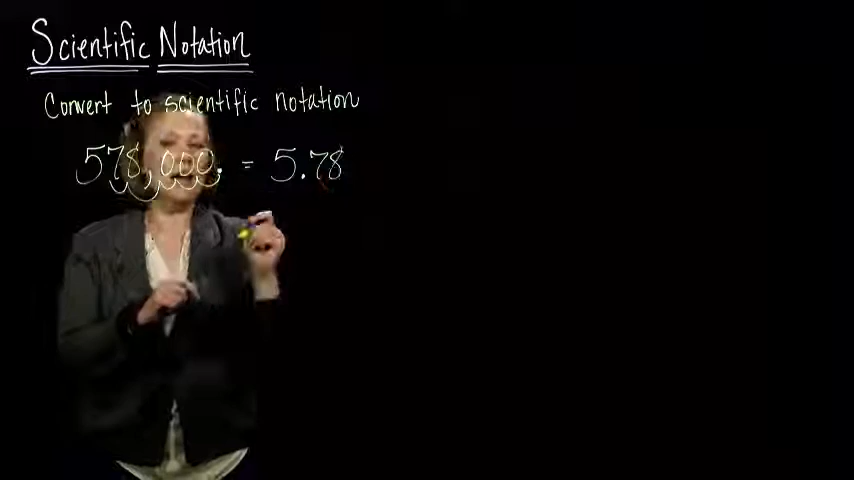 Scientific Notation
Convert to scientific notation
578,000. = 5.78